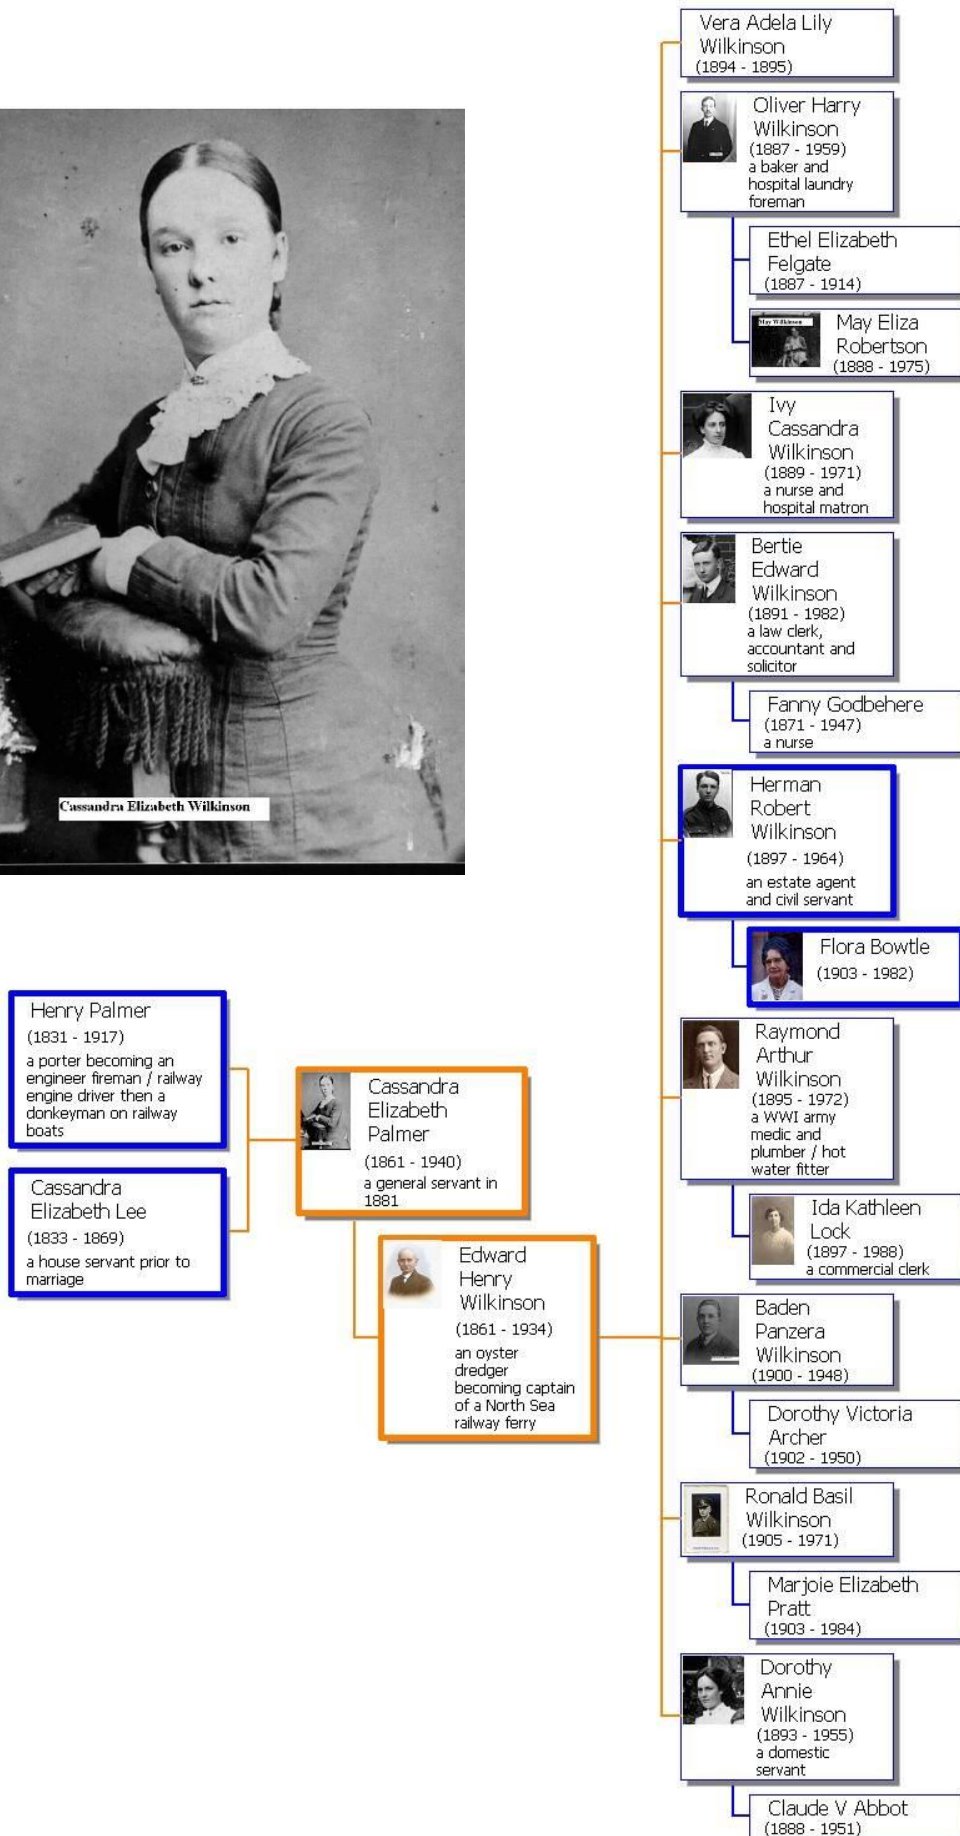 Vera Adela Lily
Wilkinson
(1894 - 1895)
Oliver Harry
Wilkinson
(1887 - 1959)
a baker and
hospital laundry
foreman
Ethel Elizabeth
Felgate
(1887 - 1914)
May Wilkinson
May Eliza
Robertson
(1888 - 1975)
Ivy
Cassandra
Wilkinson
(1889 - 1971)
a nurse and
hospital matron
Bertie
Edward
Wilkinson
(1891 - 1982)
a law clerk,
accountant and
solicitor
Fanny Godbehere
(1871 - 1947)
a nurse
Cassandra Elizabeth Wilkinson
Herman
Robert
Wilkinson
(1897 - 1964)
an estate agent
and civil servant
Flora Bowtle
(1903 - 1982)
Henry Palmer
(1831 - 1917)
a porter becoming an
engineer fireman / railway
engine driver then a
donkeyman on railway
boats
Cassandra
Elizabeth Lee
(1833 - 1869)
a house servant prior to
marriage
Cassandra
Elizabeth
Palmer
(1861 - 1940)
a general servant in
1881
Edward
Henry
Wilkinson
(1861 - 1934)
an oyster
dredger
becoming captain
of a North Sea
railway ferry
Raymond
Arthur
Wilkinson
(1895 - 1972)
a WWI army
medic and
plumber / hot
water fitter
Ida Kathleen
Lock
(1897 - 1988)
a commercial clerk
Baden
Panzera
Wilkinson
(1900 - 1948)
Dorothy Victoria
Archer
(1902 - 1950)
Ronald Basil
Wilkinson
(1905 - 1971)
Marjoie Elizabeth
Pratt
(1903 - 1984)
Dorothy
Annie
Wilkinson
(1893 - 1955)
a domestic
servant
Claude V Abbot
(1888 - 1951)